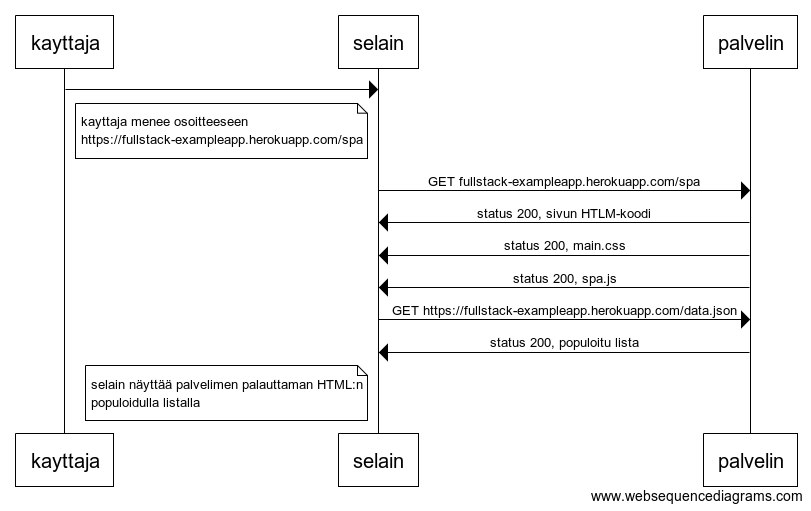 kayttaja
selain
palvelin
kayttaja menee osoitteeseen
https://fullstack-exampleapp.herokuapp.com/spa
GET fullstack-exampleapp.herokuapp.com/spa
status 200, sivun HTLM-koodi
status 200, main.css
status 200, spa.js
GET https://fullstack-exampleapp.herokuapp.com/data.json
status 200, populoitu lista
selain näyttää palvelimen palauttaman HTML:n
populoidulla listalla
kayttaja
selain
palvelin
www.websequencediagrams.com